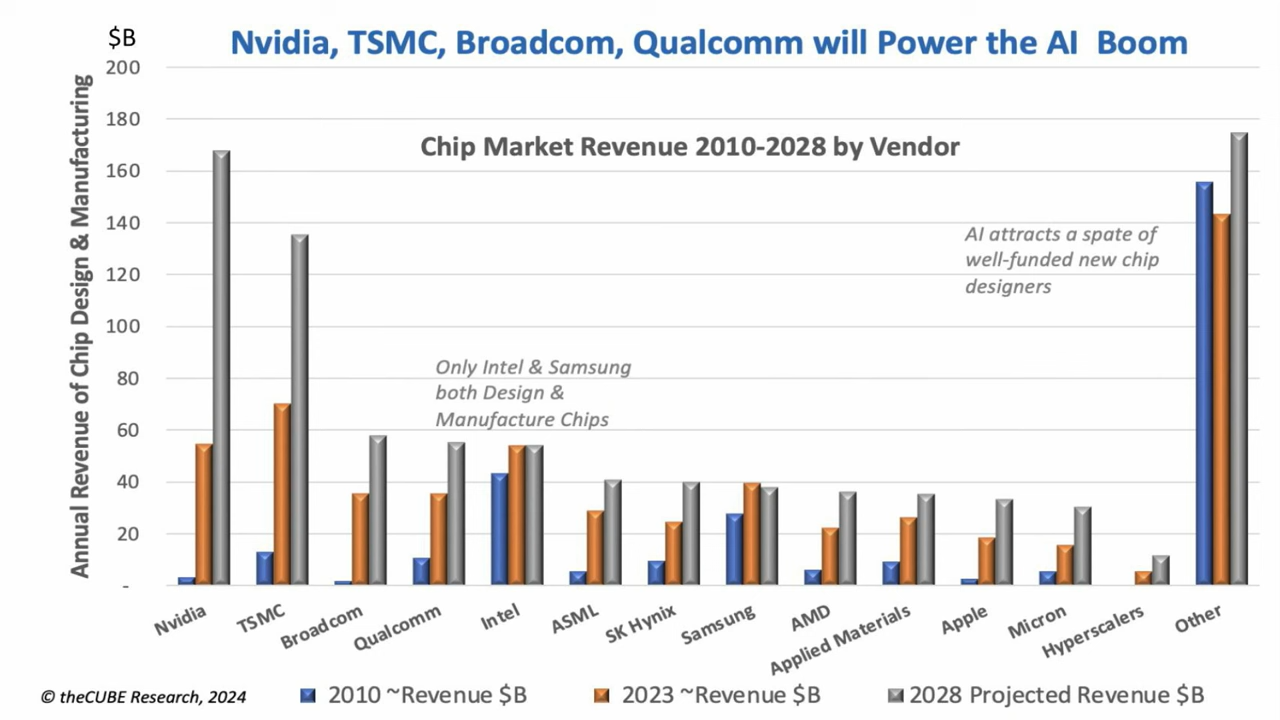 $B
Nvidia, TSMC, Broadcom, Qualcomm will Power the AI Boom
Annual Revenue of Chip Design & Manufacturing
200
180
160
140
120
100
80
60
40
20
-
Chip Market Revenue 2010-2028 by Vendor
AI attracts a spate of
well-funded new chip
designers
Only Intel & Samsung
both Design &
Manufacture Chips
Nvidia
TSMC
Broadcom
Qualcomm
Intel
ASML
SK Hynix
Samsung
AMD
Applied Materials
Apple
Micron
Hyperscalers
Other
© theCUBE Research, 2024
2010 ~Revenue $B
2023 ~Revenue $B
2028 Projected Revenue $B